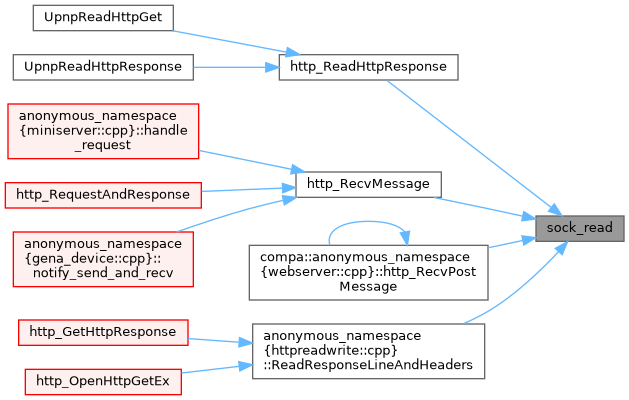 UpnpReadHttpGet
UpnpReadHttpResponse
http_ReadHttpResponse
anonymous_namespace
{miniserver::cpp}::handle
_request
http_RecvMessage
http_RequestAndResponse
sock_read
anonymous_namespace
{gena_device::cpp}::
notify_send_and_recv
compa::anonymous_namespace
{webserver::cpp}::http_RecvPost
Message
http_GetHttpResponse
anonymous_namespace
{httpreadwrite::cpp}
::ReadResponseLineAndHeaders
http_OpenHttpGetEx